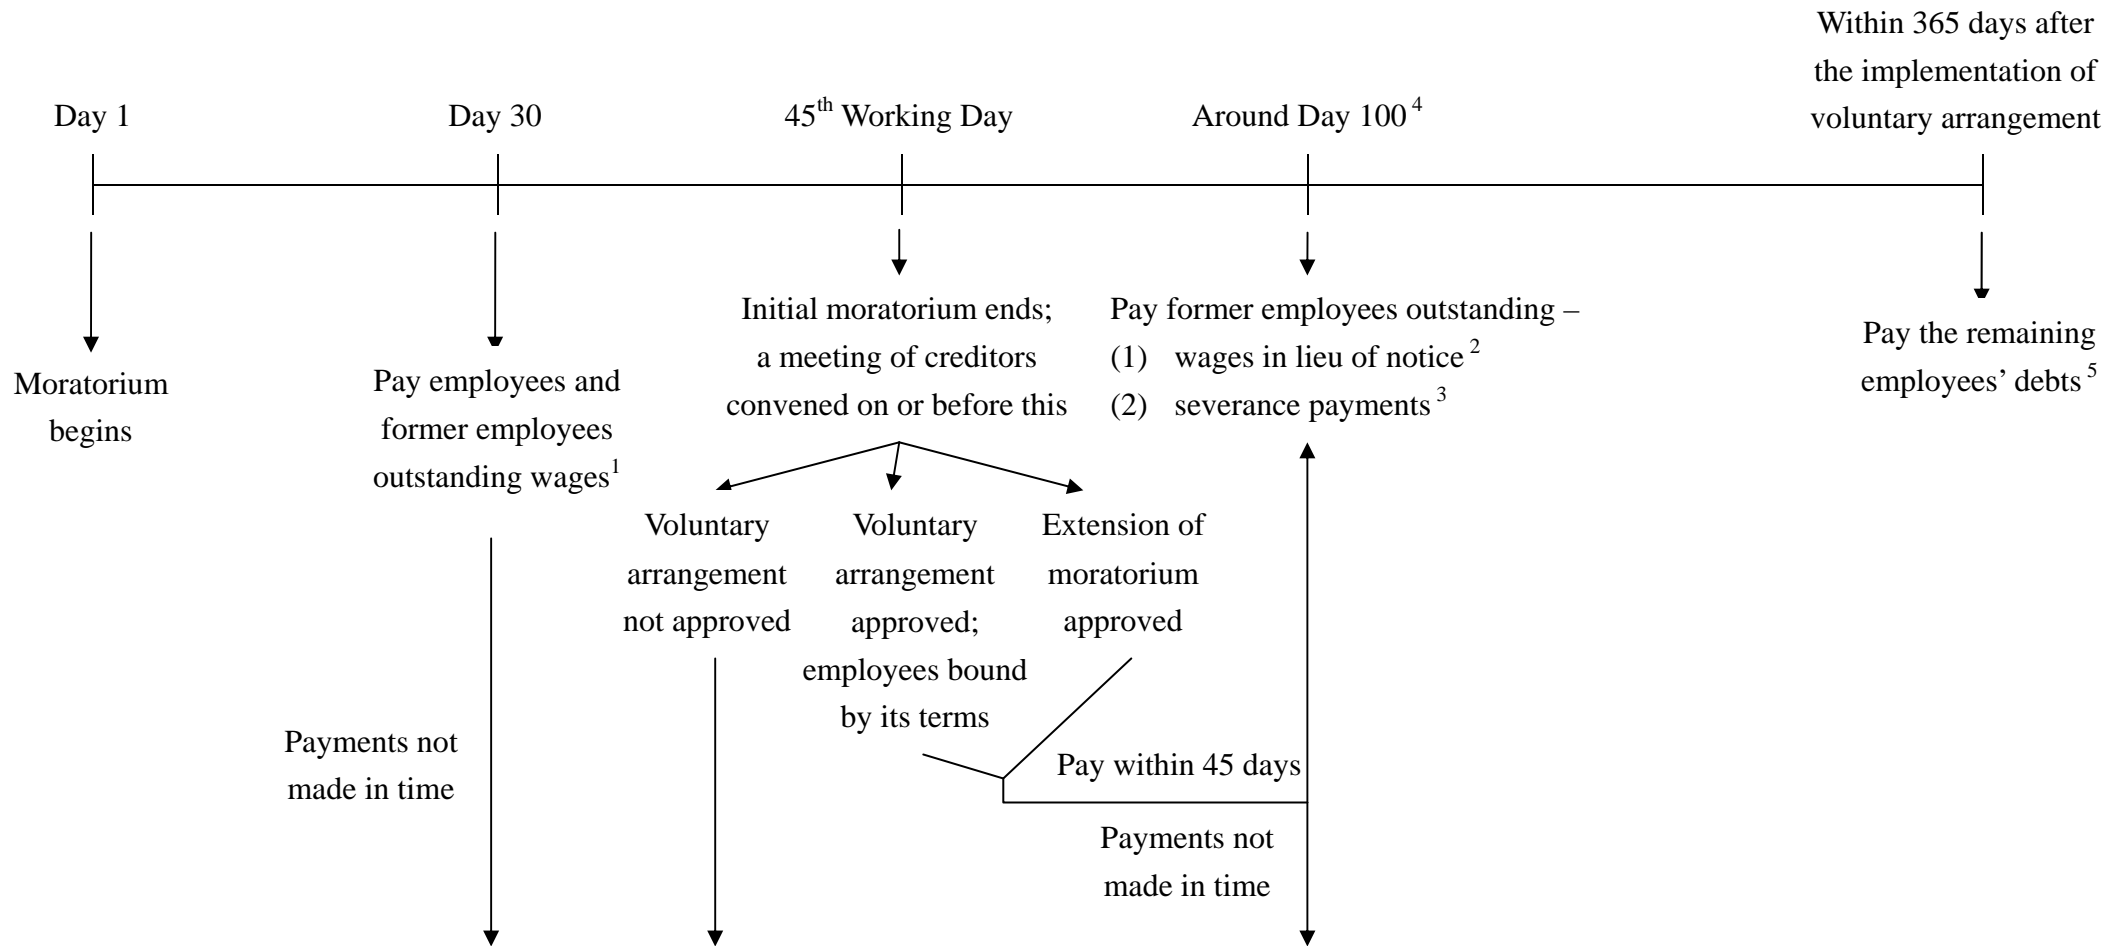 Within 365 days after
the implementation of
voluntary arrangement
Day 1
Day 30
45th Working Day
Around Day 100 4
Moratorium
begins
Pay employees and
former employees
outstanding wages1
Initial moratorium ends;
a meeting of creditors
convened on or before this
Pay former employees outstanding –
(1) wages in lieu of notice 2
(2) severance payments 3
Pay the remaining
employees’ debts 5
Voluntary
arrangement
not approved
Voluntary
arrangement
approved;
employees bound
by its terms
Extension of
moratorium
approved
Payments not
made in time
Pay within 45 days
Payments not
made in time